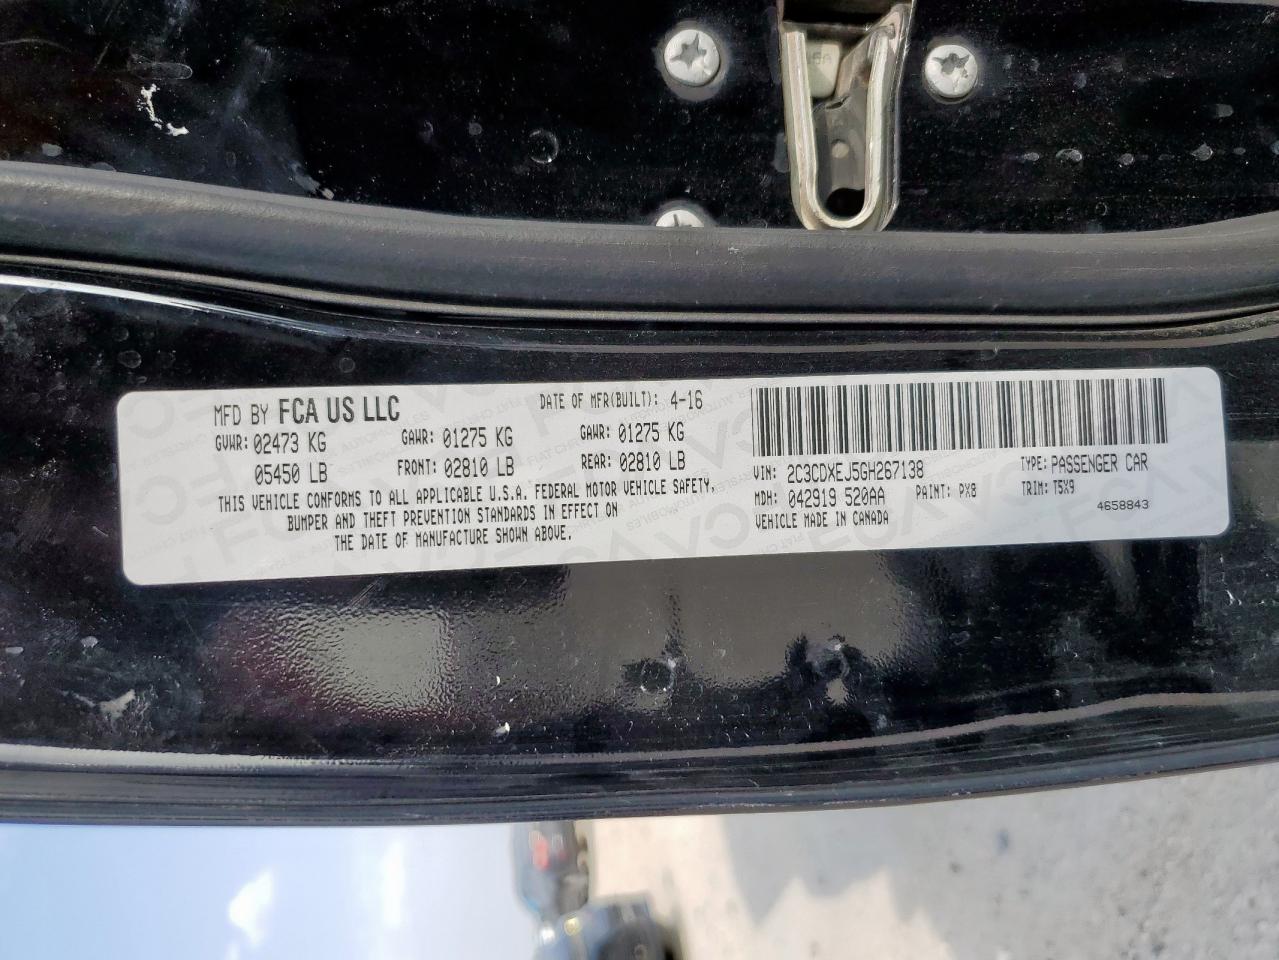 MFD BY FCA US LLC DATE OF MFR(BUILT): 4-16
GVWR: 02473 KG GAWR: 01275 KG GAWR: 01275 KG
05450 LB FRONT: 02810 LB REAR: 02810 LB
THIS VEHICLE CONFORMS TO ALL APPLICABLE U.S.A. FEDERAL MOTOR VEHICLE SAFETY,
BUMPER AND THEFT PREVENTION STANDARDS IN EFFECT ON
THE DATE OF MANUFACTURE SHOWN ABOVE.
VIN: 2C3CDXEJ5GH267138 TYPE: PASSENGER CAR
MDH: 042919 520AA PAINT: PX8 TRIM: T5X9
VEHICLE MADE IN CANADA 4658843